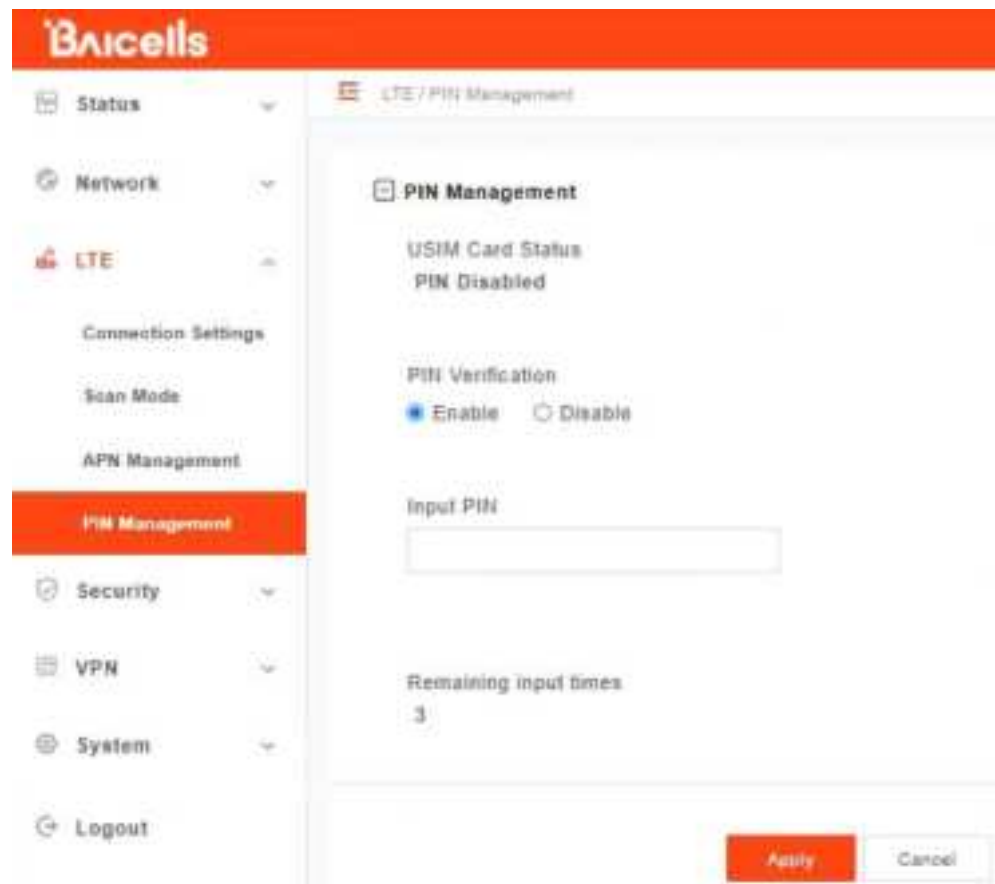 BAICELLS
Status
Network
LTE
Connection Settings
Scan Mode
APN Management
PIN Management
Security
VPN
System
Logout
LTE / PIN Management
PIN Management
USIM Card Status
PIN Disabled
PIN Verification
Enable Disable
Input PIN
Remaining input times
3
Apply Cancel